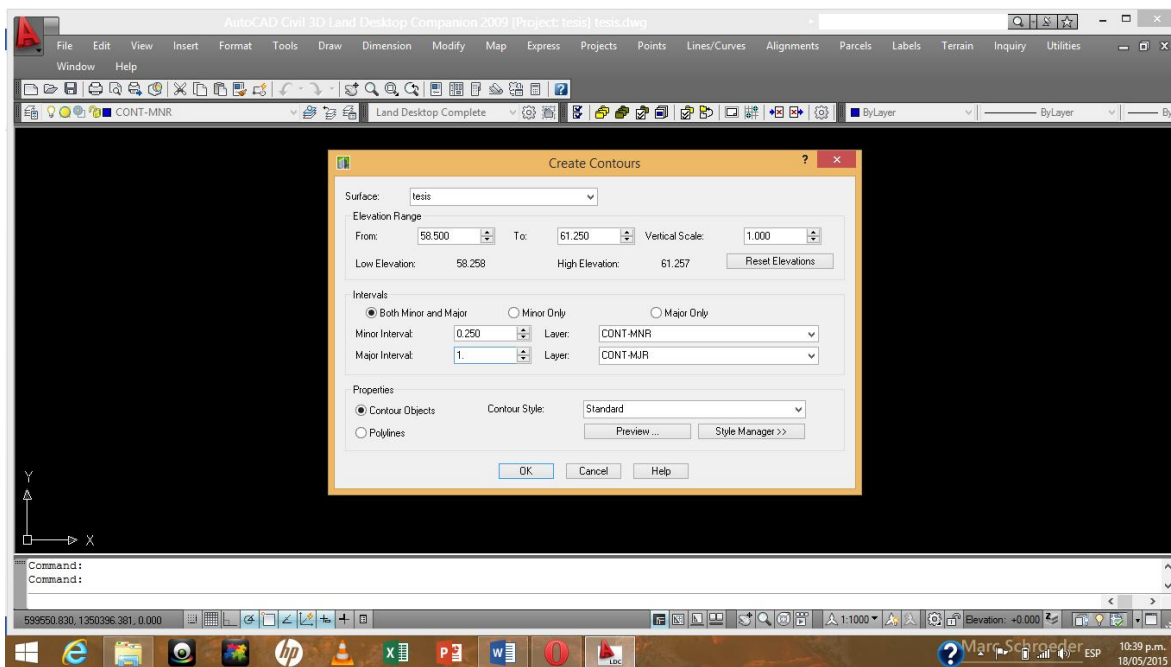 AutoCAD Civil 3D Land Desktop Companion 2009 [Project: tesis] tesis.dwg
File Edit View Insert Format Tools Draw Dimension Modify Map Express Projects Points Lines/Curves Alignments Parcels Labels Terrain Inquiry Utilities
Window Help
CONT-MNR Land Desktop Complete ByLayer ByLayer
Create Contours
Surface: tesis
Elevation Range
From: 58.500 To: 61.250 Vertical Scale: 1.000
Low Elevation: 58.258 High Elevation: 61.257 Reset Elevations
Intervals
Both Minor and Major Minor Only Major Only
Minor Interval: 0.250 Layer: CONT-MNR
Major Interval: 1. Layer: CONT-MJR
Properties
Contour Objects Contour Style: Standard
Polylines Preview ... Style Manager >>
OK Cancel Help
Y
X
Command:
Command:
599550.830, 1350396.381, 0.000 1:1000 Elevation: +0.000
hp LDC Marc Schroeder ESP 10:39 p.m.
18/05/2015